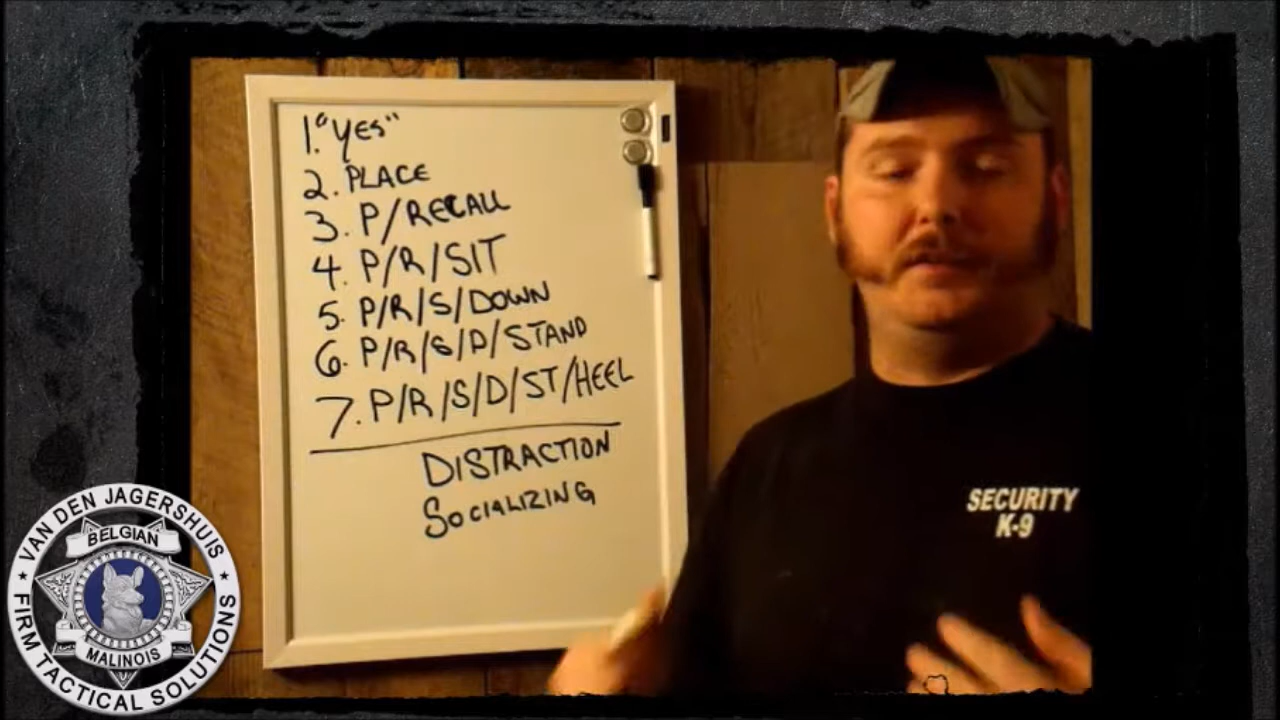 1. "YES"
2. PLACE
3. P/RECALL
4. P/R/SIT
5. P/R/S/DOWN
6. P/R/S/D/STAND
7. P/R/S/D/ST/HEEL
DISTRACTION
SOCIALIZING
SECURITY
K-9
VAN DEN JAGERSHUIS
BELGIAN
MALINOIS
FIRM TACTICAL SOLUTIONS